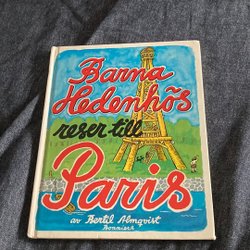 Barna
Hedenhös
reser till
Paris
av Bertil Almqvist
Bonniers